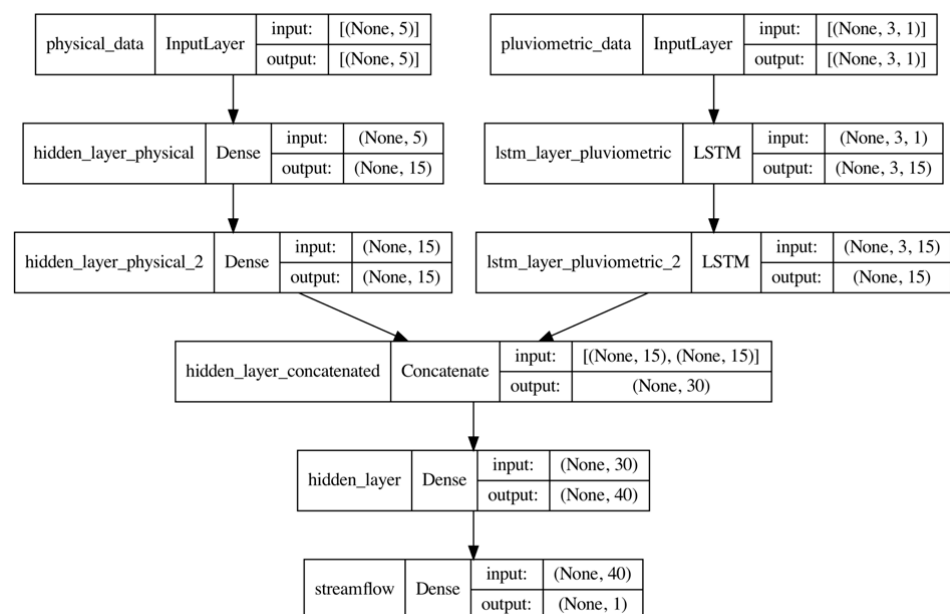 physical_data InputLayer input: [(None, 5)]
output: [(None, 5)]
pluviometric_data InputLayer input: [(None, 3, 1)]
output: [(None, 3, 1)]
hidden_layer_physical Dense input: (None, 5)
output: (None, 15)
lstm_layer_pluviometric LSTM input: (None, 3, 1)
output: (None, 3, 15)
hidden_layer_physical_2 Dense input: (None, 15)
output: (None, 15)
lstm_layer_pluviometric_2 LSTM input: (None, 3, 15)
output: (None, 15)
hidden_layer_concatenated Concatenate input: [(None, 15), (None, 15)]
output: (None, 30)
hidden_layer Dense input: (None, 30)
output: (None, 40)
streamflow Dense input: (None, 40)
output: (None, 1)